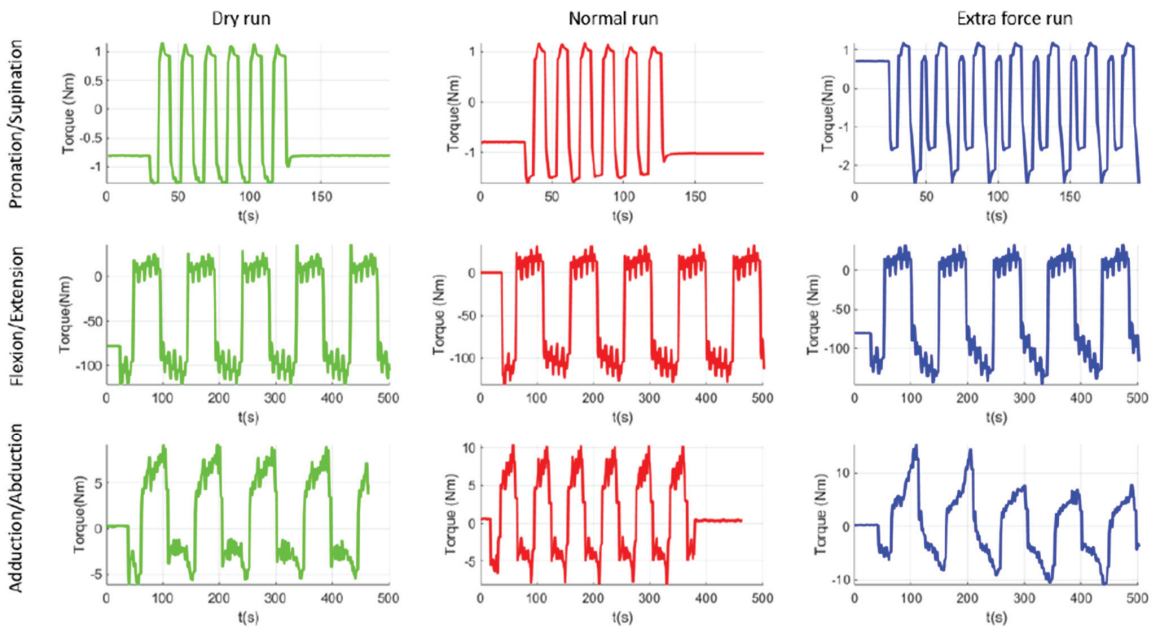 Dry run Normal run Extra force run
Pronation/Supination
Torque (Nm)
1
0.5
0
-0.5
-1
50 100 150
t(s)
Torque(Nm)
1
0
-1
0 50 100 150
t(s)
Torque(Nm)
1
0
-1
-2
50 100 150
t(s)
Flexion/Extension
Torque(Nm)
0
-50
-100
0 100 200 300 400 500
t(s)
Torque (Nm)
0
-50
-100
0 100 200 300 400 500
t(s)
Torque (Nm)
0
-50
-100
0 100 200 300 400 500
t(s)
Adduction/Abduction
Torque(Nm)
5
0
-5
0 100 200 300 400 500
t(s)
Torque (Nm)
10
5
0
-5
0 100 200 300 400 500
t(s)
Torque (Nm)
10
0
-10
0 100 200 300 400 500
t(s)